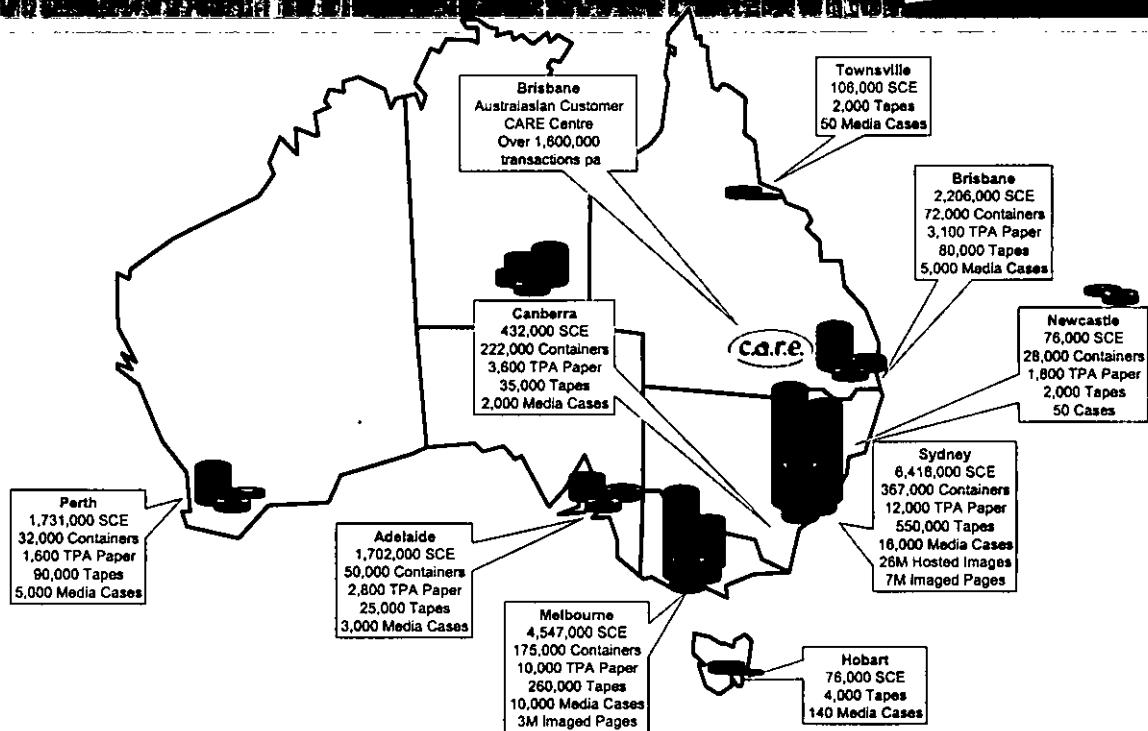 Brisbane
Australasian Customer
CARE Centre
Over 1,600,000
transactions pa
Townsville
106,000 SCE
2,000 Tapes
50 Media Cases
Brisbane
2,206,000 SCE
72,000 Containers
3,100 TPA Paper
80,000 Tapes
5,000 Media Cases
Canberra
432,000 SCE
222,000 Containers
3,600 TPA Paper
35,000 Tapes
2,000 Media Cases
c.a.r.e.
Newcastle
76,000 SCE
28,000 Containers
1,800 TPA Paper
2,000 Tapes
50 Cases
Sydney
6,416,000 SCE
367,000 Containers
12,000 TPA Paper
550,000 Tapes
16,000 Media Cases
26M Hosted Images
7M Imaged Pages
Perth
1,731,000 SCE
32,000 Containers
1,600 TPA Paper
90,000 Tapes
5,000 Media Cases
Adelaide
1,702,000 SCE
50,000 Containers
2,800 TPA Paper
25,000 Tapes
3,000 Media Cases
Melbourne
4,547,000 SCE
175,000 Containers
10,000 TPA Paper
260,000 Tapes
10,000 Media Cases
3M Imaged Pages
Hobart
76,000 SCE
4,000 Tapes
140 Media Cases